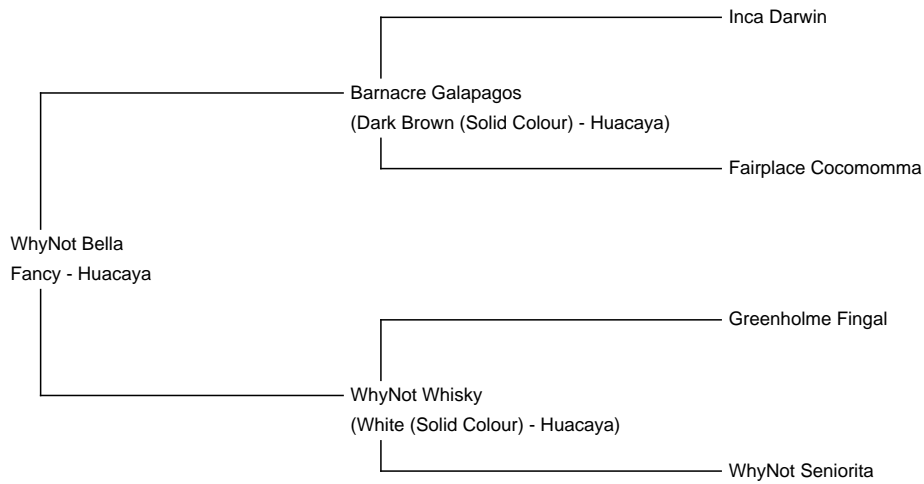 Inca Darwin
Barnacre Galapagos
(Dark Brown (Solid Colour) - Huacaya)
Fairplace Cocomomma
WhyNot Bella
Fancy - Huacaya
Greenholme Fingal
WhyNot Whisky
(White (Solid Colour) - Huacaya)
WhyNot Seniorita